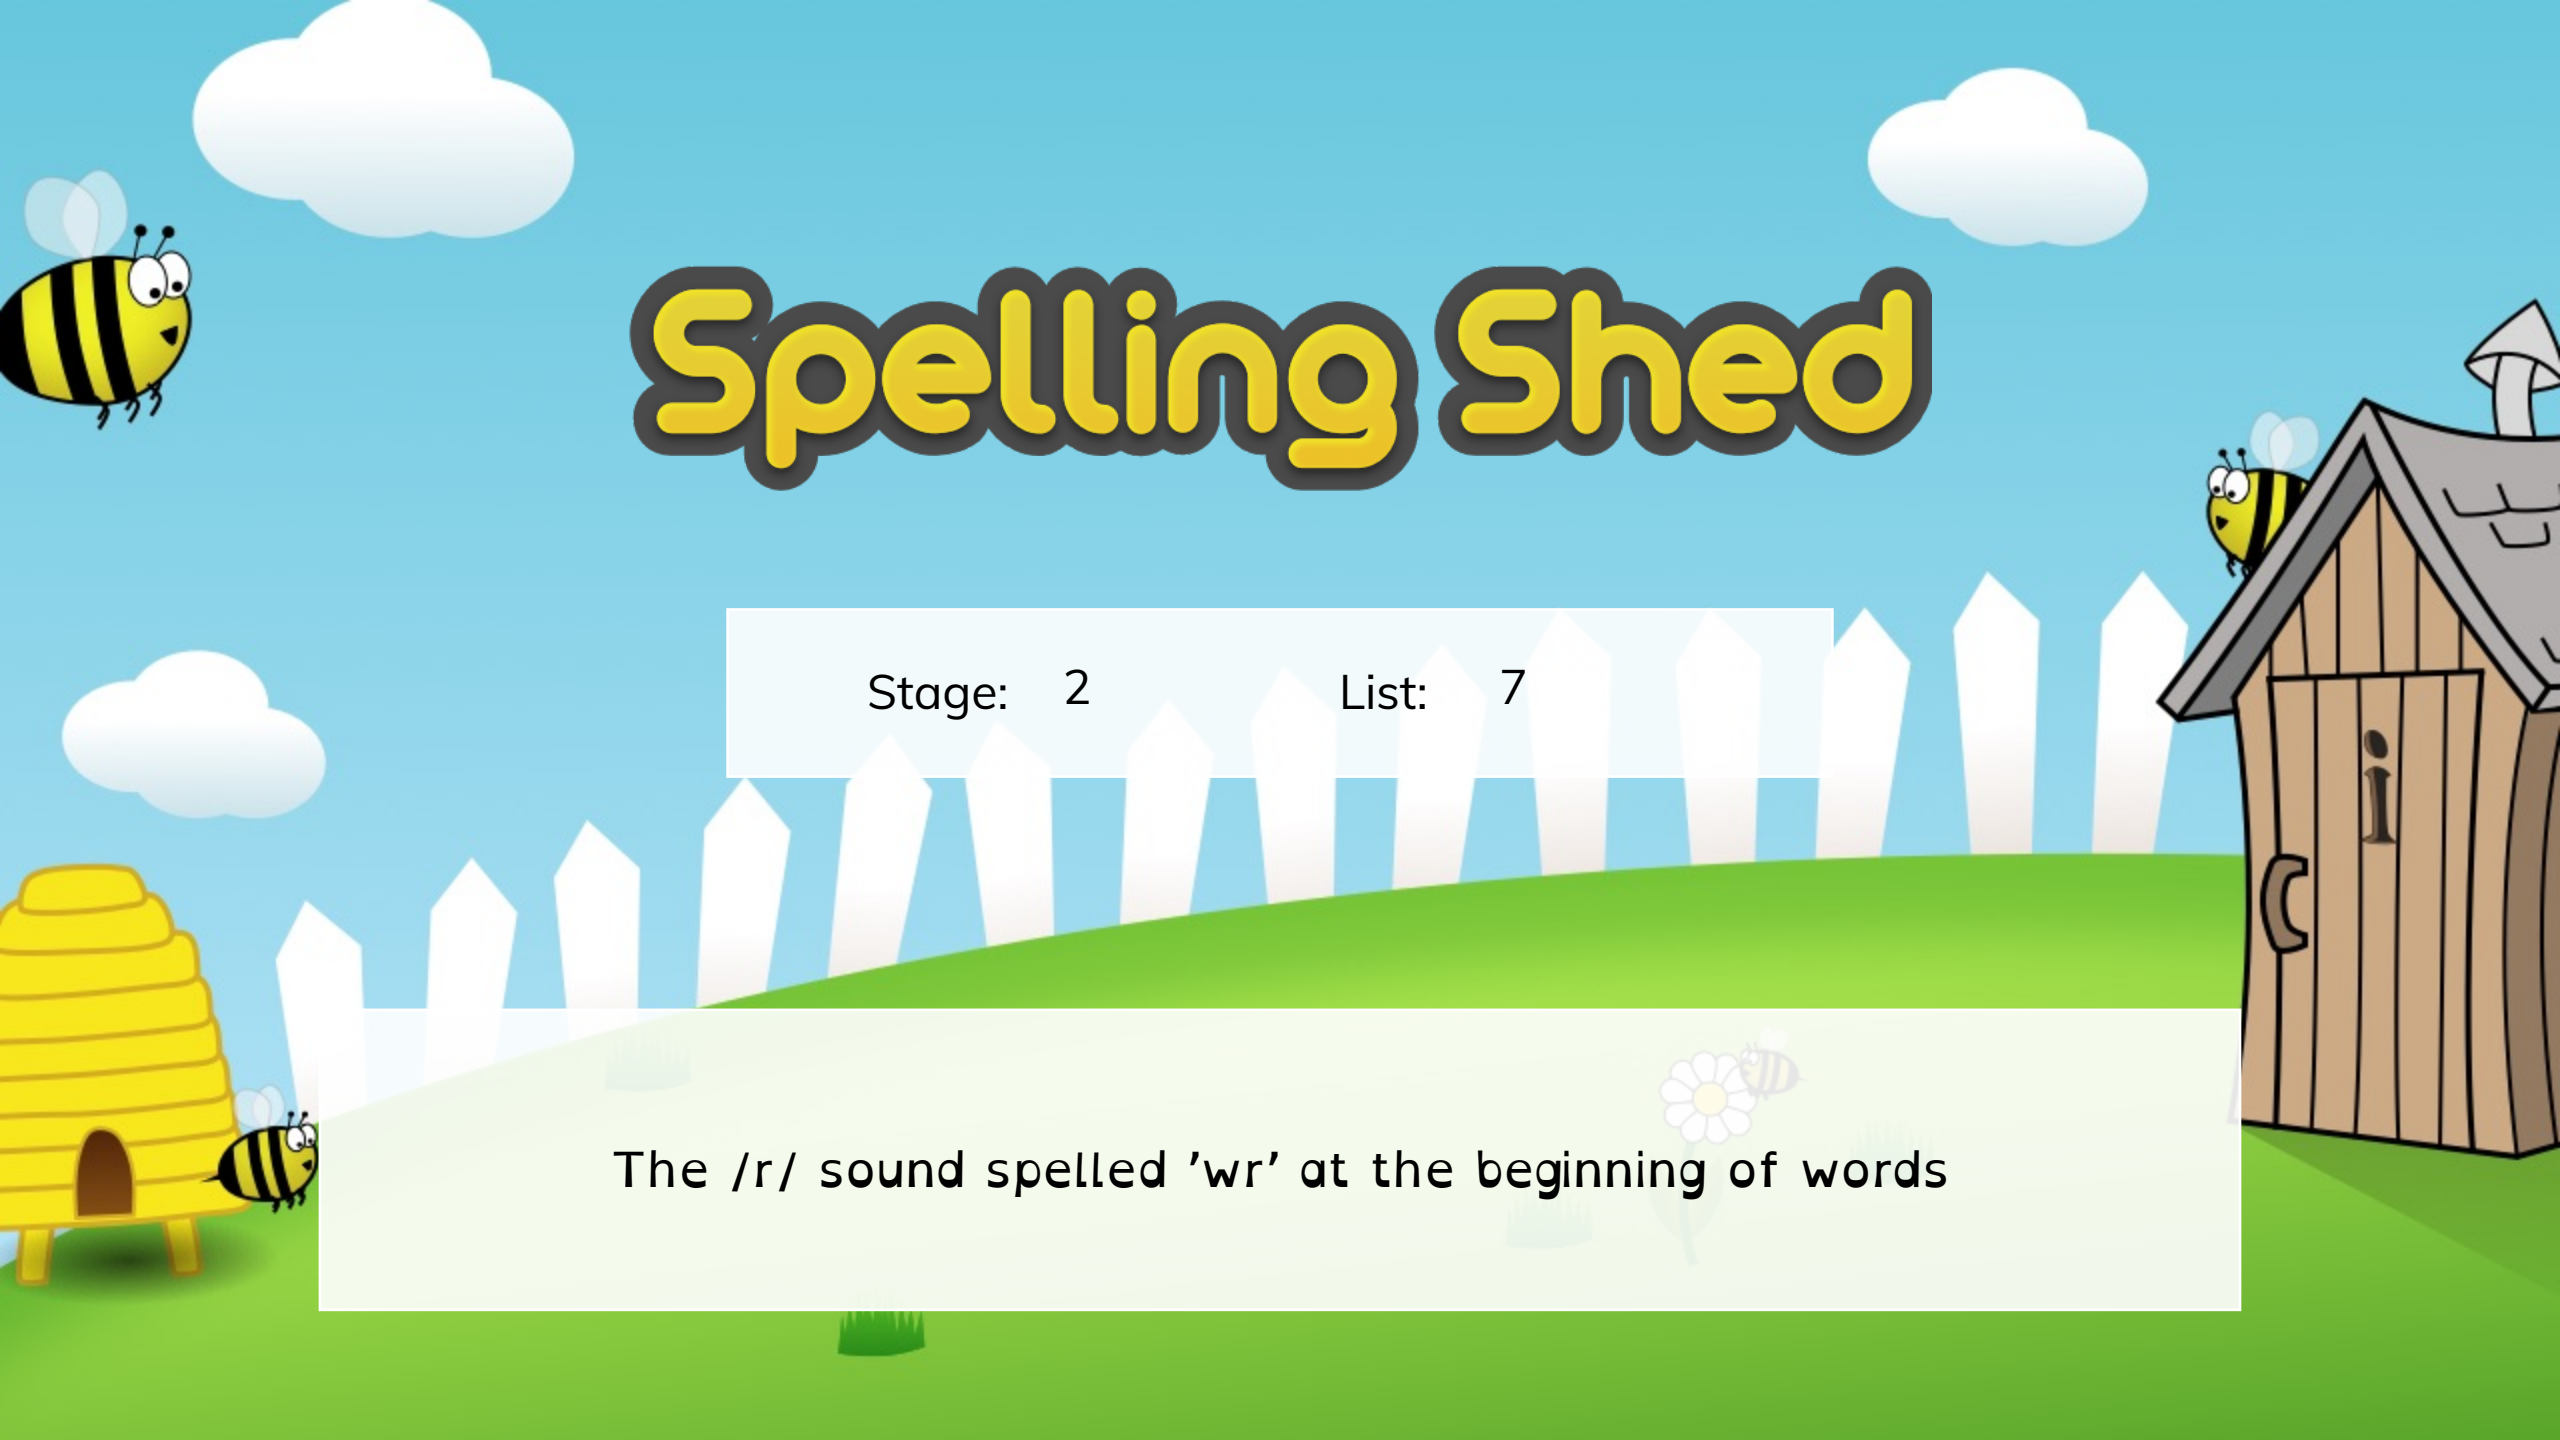 Spelling Shed
Stage: 2 List: 7
i
The /r/ sound spelled ’wr’ at the beginning of words